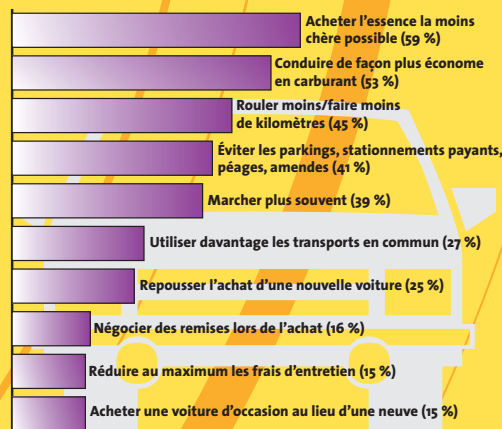 Acheter l’essence la moins
chère possible (59 %)
Conduire de façon plus économe
en carburant (53 %)
Rouler moins/faire moins
de kilomètres (45 %)
Éviter les parkings, stationnements payants,
péages, amendes (41 %)
Marcher plus souvent (39 %)
Utiliser davantage les transports en commun (27 %)
Repousser l’achat d’une nouvelle voiture (25 %)
Négocier des remises lors de l’achat (16 %)
Réduire au maximum les frais d’entretien (15 %)
Acheter une voiture d’occasion au lieu d’une neuve (15 %)